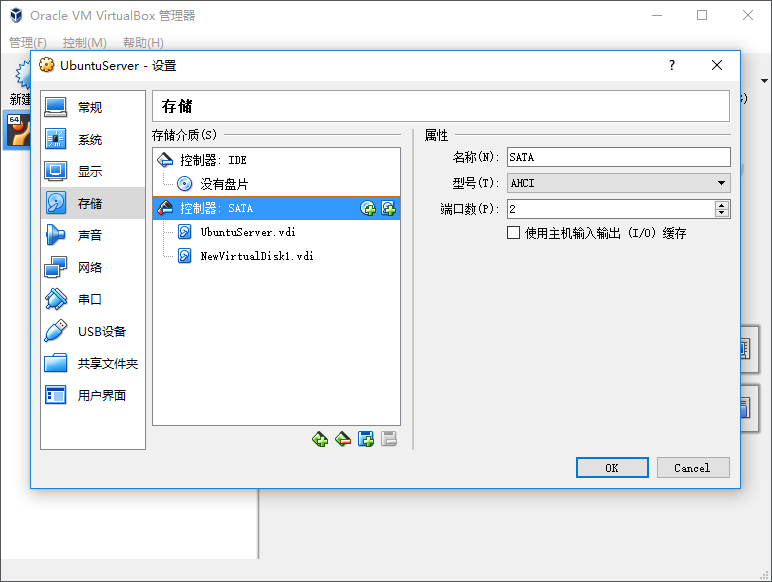 Oracle VM VirtualBox 管理器
管理(F) 控制(M) 帮助(H)
新建
64
UbuntuServer - 设置
常规
系统
显示
存储
声音
网络
串口
USB设备
共享文件夹
用户界面
存储
存储介质(S)
控制器: IDE
没有盘片
控制器: SATA
UbuntuServer.vdi
NewVirtualDisk1.vdi
属性
名称(N): SATA
型号(T): AHCI
端口数(P): 2
使用主机输入输出 (I/O) 缓存
OK Cancel